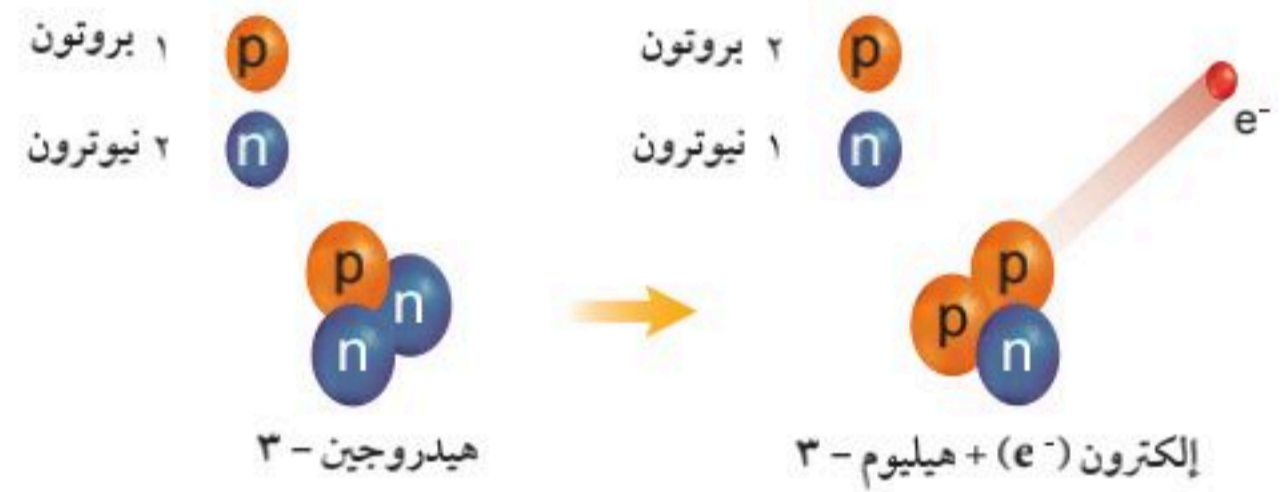 ١ بروتون p
٢ نيوترون n
٢ بروتون p
١ نيوترون n
e-
p
n
n
p
p
n
هيدروجين - ٣
إلكترون (e -) + هيليوم - ٣